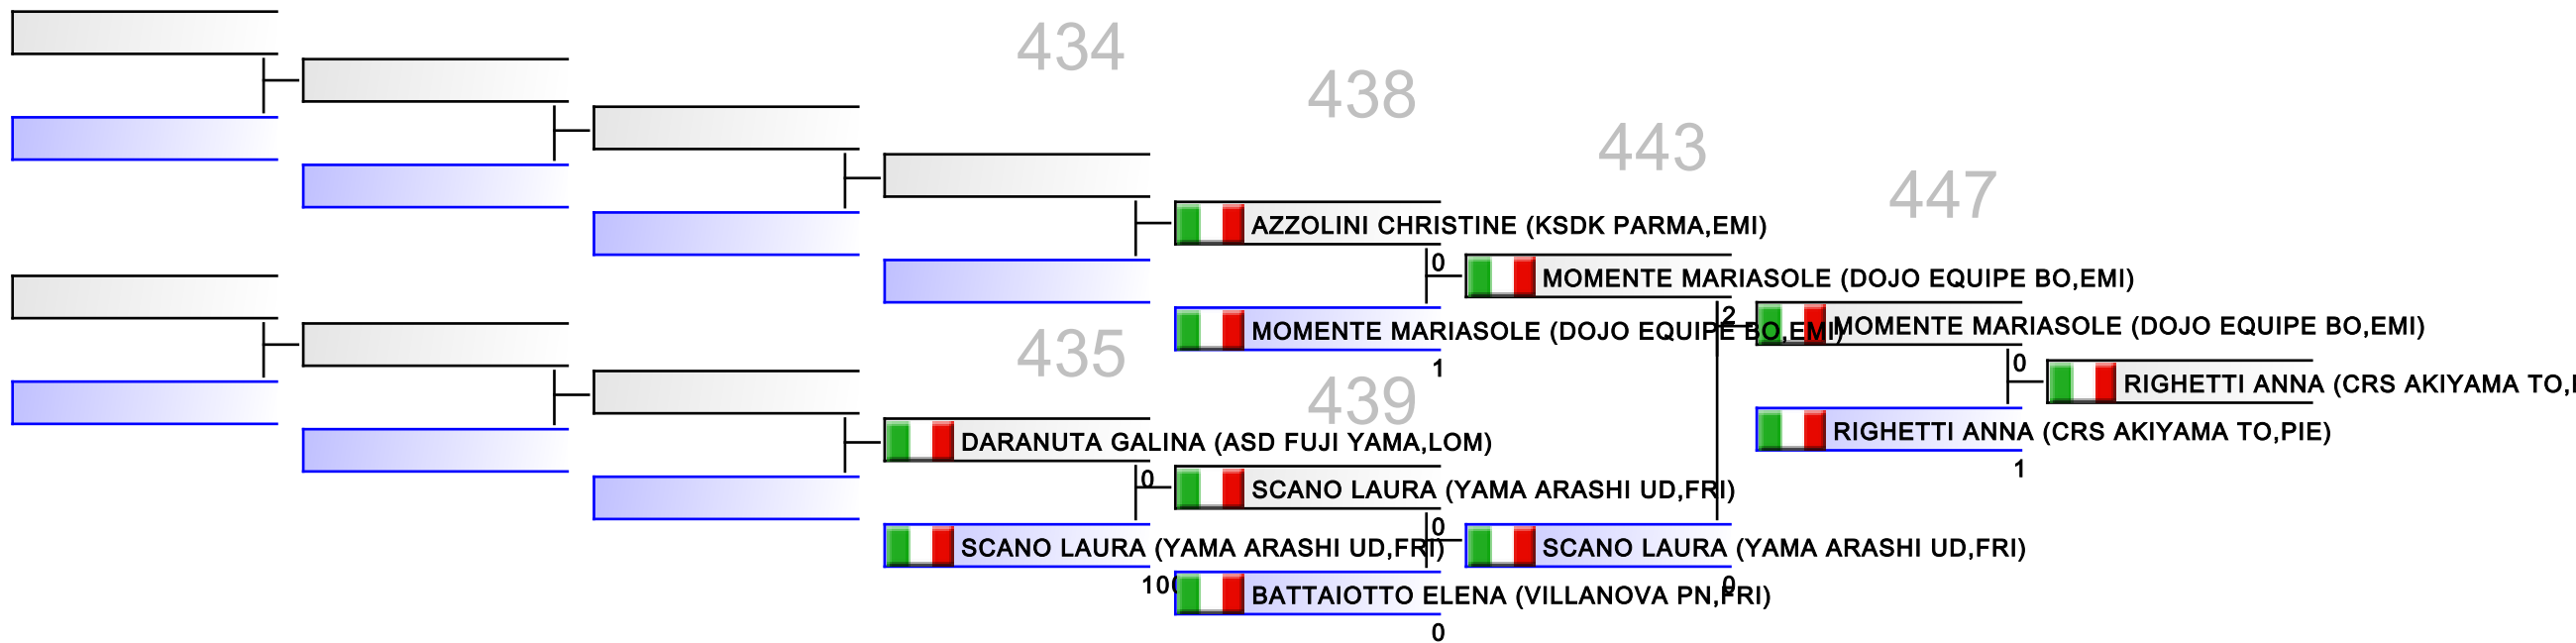 434
438
443
447
AZZOLINI CHRISTINE (KSDK PARMA,EMI)
0
MOMENTE MARIASOLE (DOJO EQUIPE BO,EMI)
MOMENTE MARIASOLE (DOJO EQUIPE BO,EMI)
1
2
MOMENTE MARIASOLE (DOJO EQUIPE BO,EMI)
0
RIGHETTI ANNA (CRS AKIYAMA TO,
RIGHETTI ANNA (CRS AKIYAMA TO,PIE)
1
435
439
DARANUTA GALINA (ASD FUJI YAMA,LOM)
0
SCANO LAURA (YAMA ARASHI UD,FRI)
SCANO LAURA (YAMA ARASHI UD,FRI)
0
SCANO LAURA (YAMA ARASHI UD,FRI)
0
BATTAIOTTO ELENA (VILLANOVA PN,FRI)
0